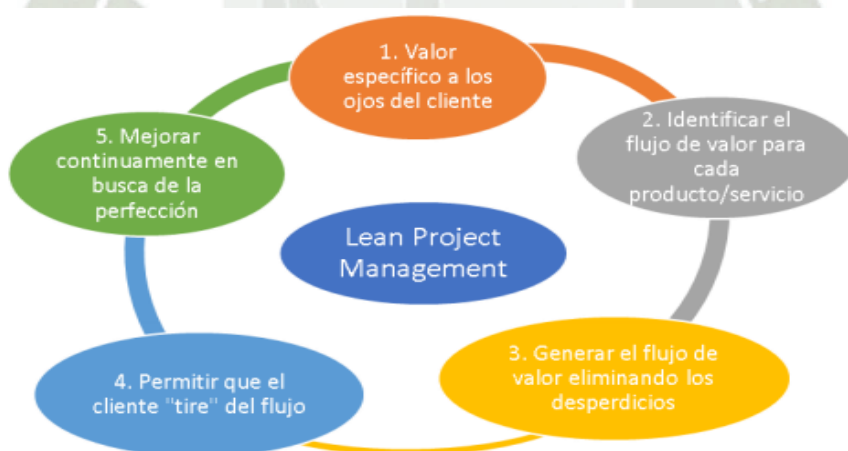 1. Valor
específico a los
ojos del cliente
2. Identificar el
flujo de valor para
cada
producto/servicio
3. Generar el flujo de
valor eliminando los
desperdicios
4. Permitir que el
cliente "tire" del flujo
5. Mejorar
continuamente en
busca de la
perfección
Lean Project
Management